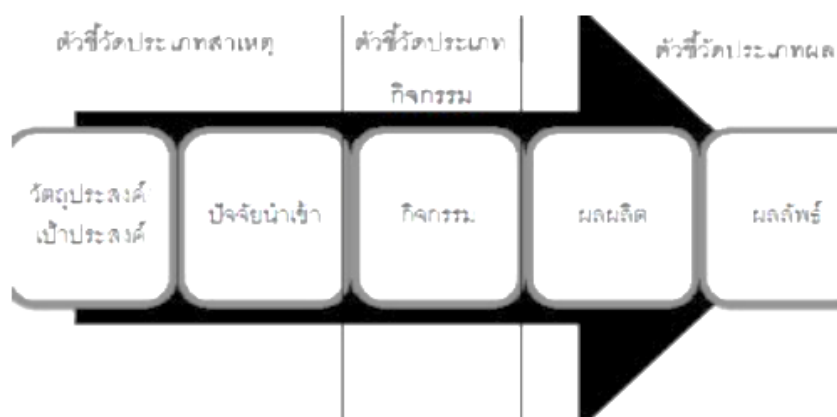 ตัวชี้วัดประเภทสาเหตุ
ตัวชี้วัดประเภท
กิจกรรม
ตัวชี้วัดประเภทผล
วัตถุประสงค์
เป้าประสงค์
ปัจจัยนำเข้า
กิจกรรม
ผลผลิต
ผลลัพธ์